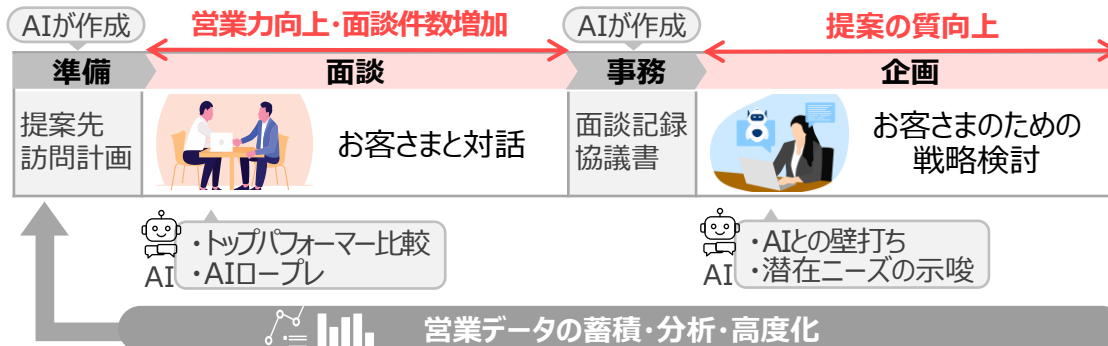 AIが作成
営業力向上・面談件数増加
AIが作成
提案の質向上
準備
面談
事務
企画
提案先
訪問計画
お客さまと対話
面談記録
協議書
お客さまのための
戦略検討
AI
・トップパフォーマー比較
・AIロープレ
AI
・AIとの壁打ち
・潜在ニーズの示唆
営業データの蓄積・分析・高度化